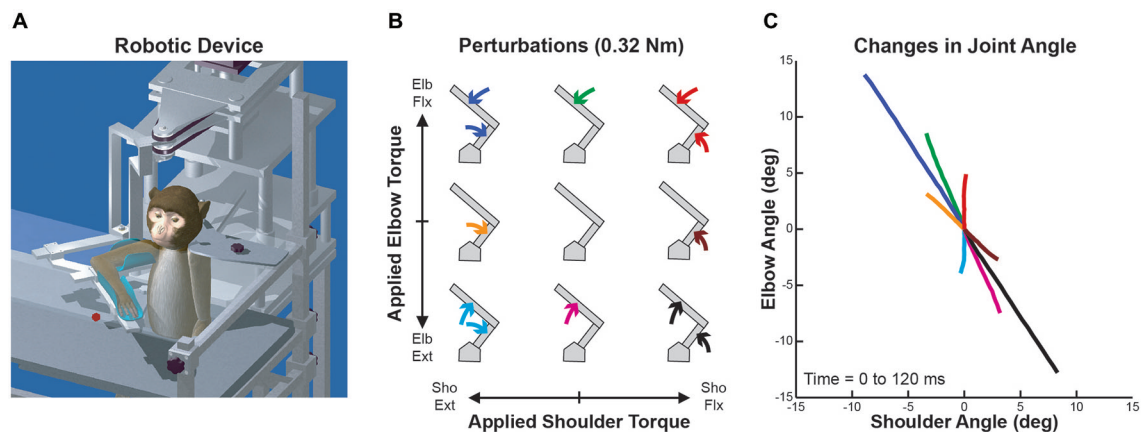 A
Robotic Device
B
Perturbations (0.32 Nm)
Elb
Flx
Applied Elbow Torque
Elb
Ext
Sho
Ext
Sho
Flx
Applied Shoulder Torque
C
Changes in Joint Angle
15
10
5
0
-5
-10
-15
Elbow Angle (deg)
Time = 0 to 120 ms
-15
-10
-5
0
5
10
15
Shoulder Angle (deg)